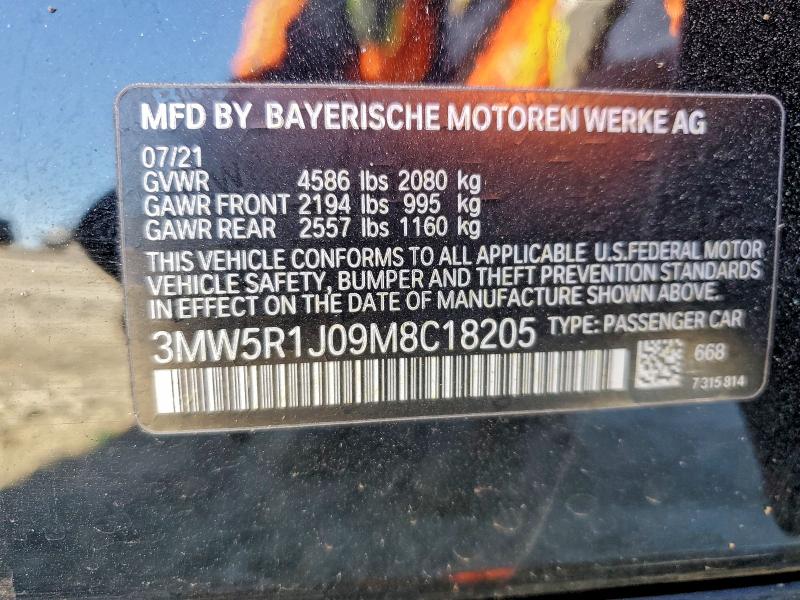 MFD BY BAYERISCHE MOTOREN WERKE AG
07/21
GVWR 4586 lbs 2080 kg
GAWR FRONT 2194 lbs 995 kg
GAWR REAR 2557 lbs 1160 kg
THIS VEHICLE CONFORMS TO ALL APPLICABLE U.S.FEDERAL MOTOR
VEHICLE SAFETY, BUMPER AND THEFT PREVENTION STANDARDS
IN EFFECT ON THE DATE OF MANUFACTURE SHOWN ABOVE.
3MW5R1J09M8C18205 TYPE: PASSENGER CAR
668
7315814